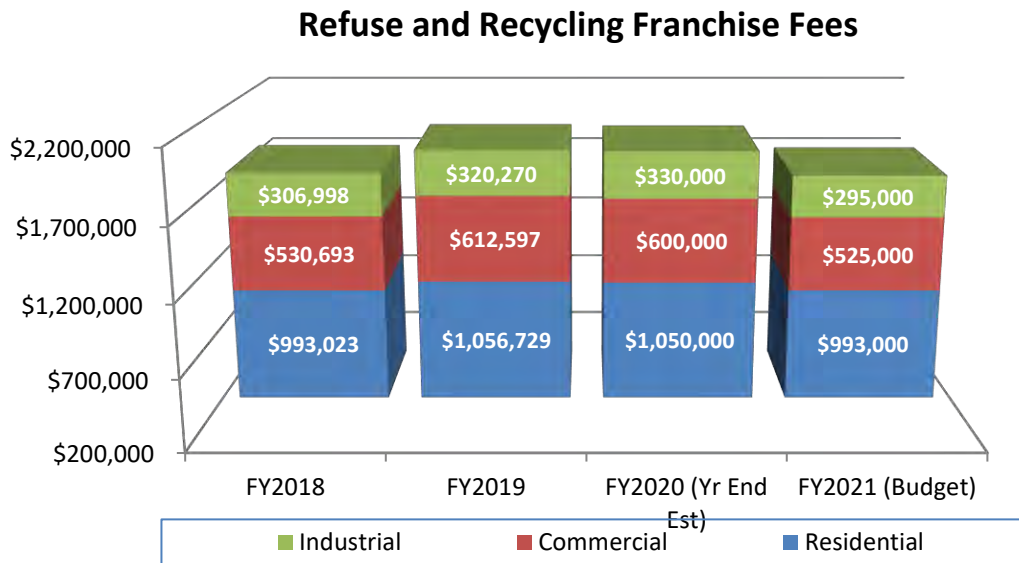 Refuse and Recycling Franchise Fees
$2,200,000
$1,700,000
$1,200,000
$700,000
$200,000
$306,998
$320,270
$330,000
$295,000
$530,693
$612,597
$600,000
$525,000
$993,023
$1,056,729
$1,050,000
$993,000
FY2018
FY2019
FY2020 (Yr End
Est)
FY2021 (Budget)
Industrial
Commercial
Residential